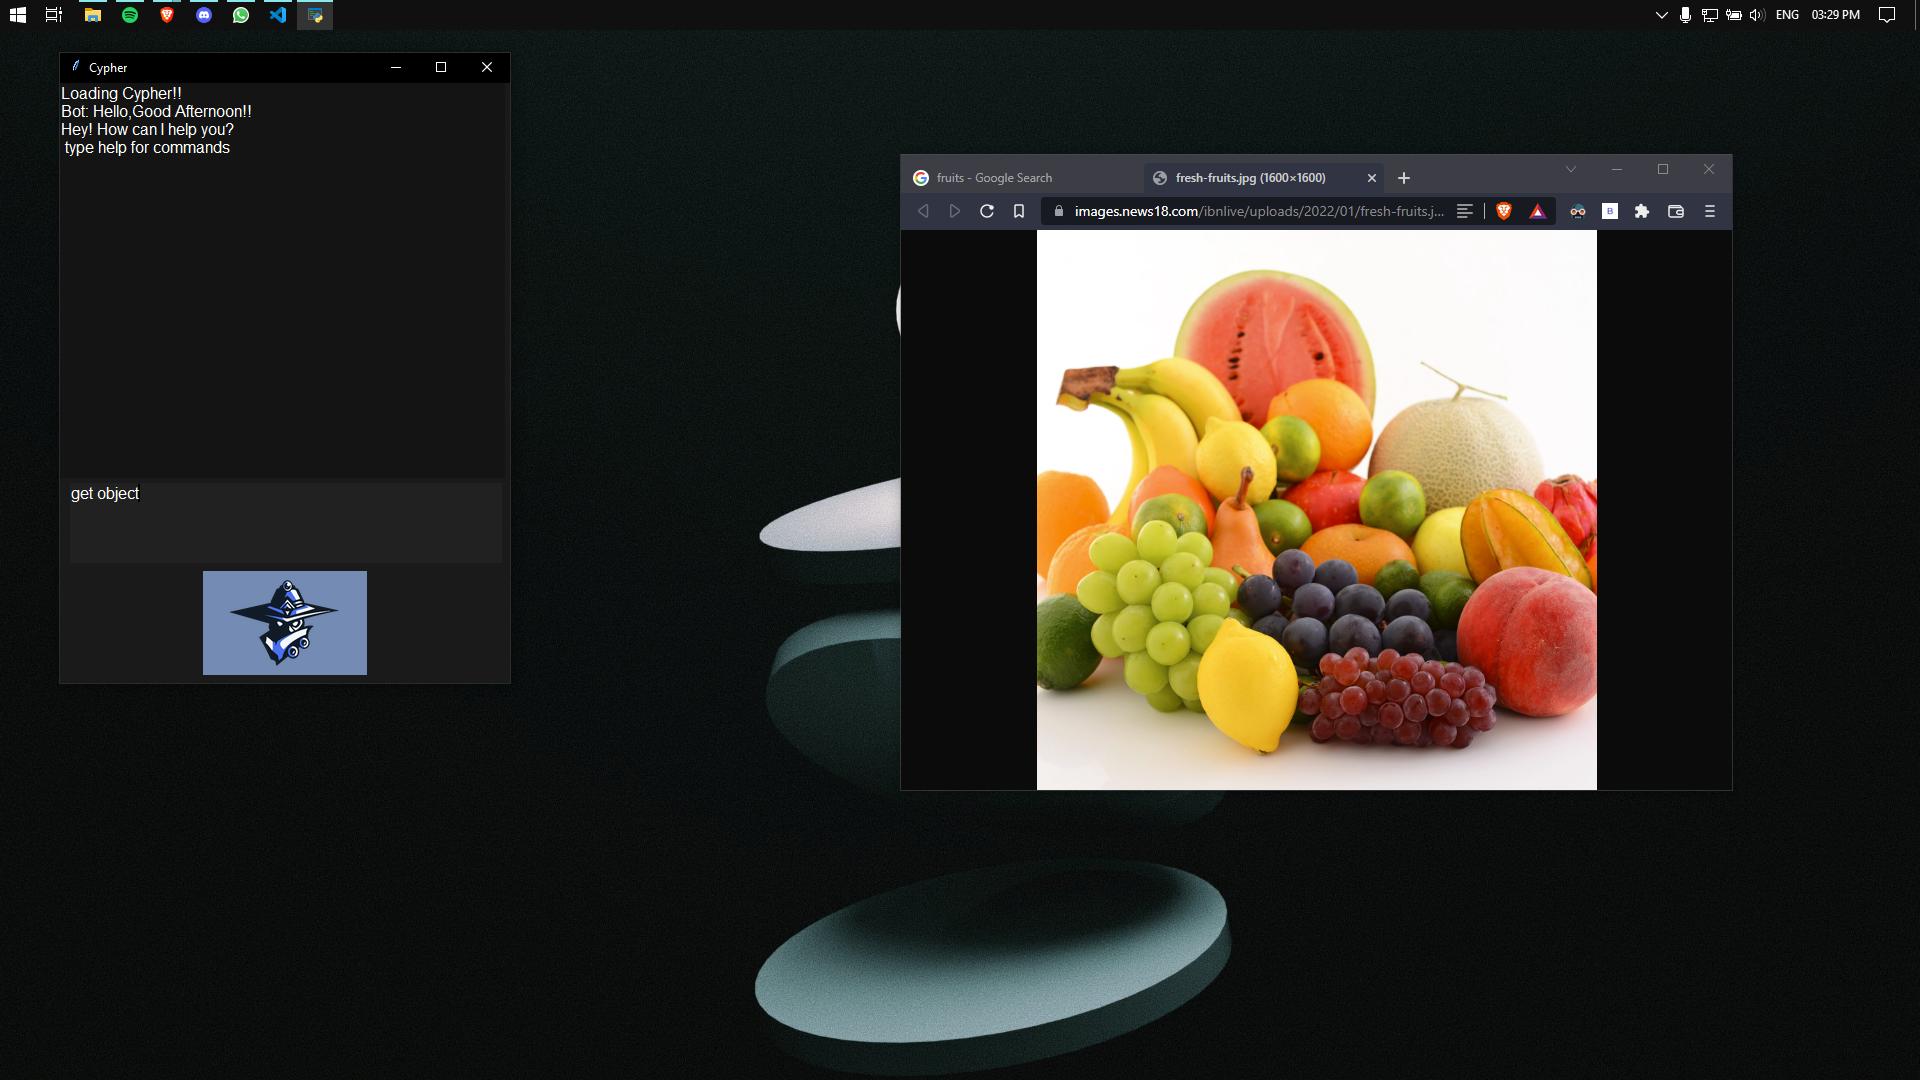 ENG 03:29 PM
Cypher
Loading Cypher!!
Bot: Hello,Good Afternoon!!
Hey! How can I help you?
type help for commands
get object
fruits - Google Search
fresh-fruits.jpg (1600×1600)
images.news18.com/ibnlive/uploads/2022/01/fresh-fruits.j...
B